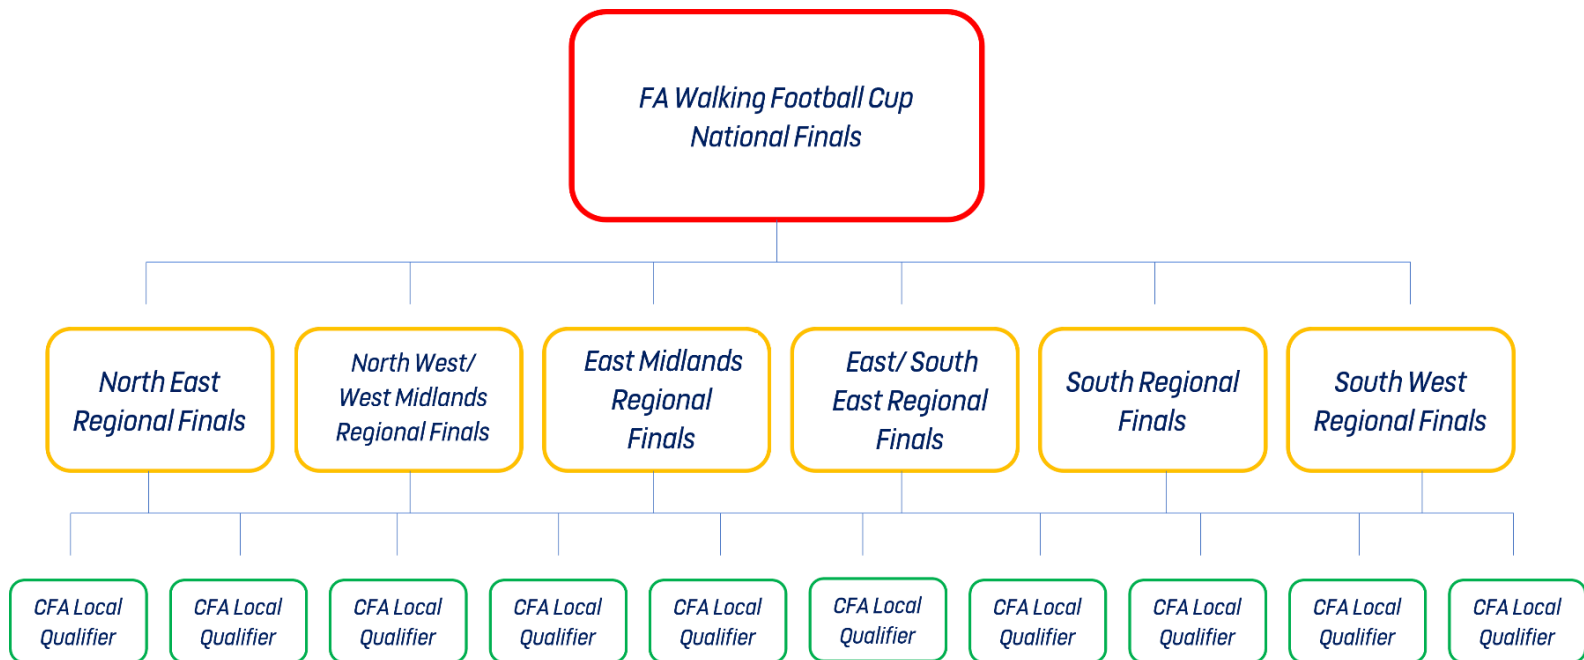 FA Walking Football Cup
National Finals
North East
Regional Finals
North West/
West Midlands
Regional Finals
East Midlands
Regional
Finals
East/ South
East Regional
Finals
South Regional
Finals
South West
Regional Finals
CFA Local
Qualifier
CFA Local
Qualifier
CFA Local
Qualifier
CFA Local
Qualifier
CFA Local
Qualifier
CFA Local
Qualifier
CFA Local
Qualifier
CFA Local
Qualifier
CFA Local
Qualifier
CFA Local
Qualifier